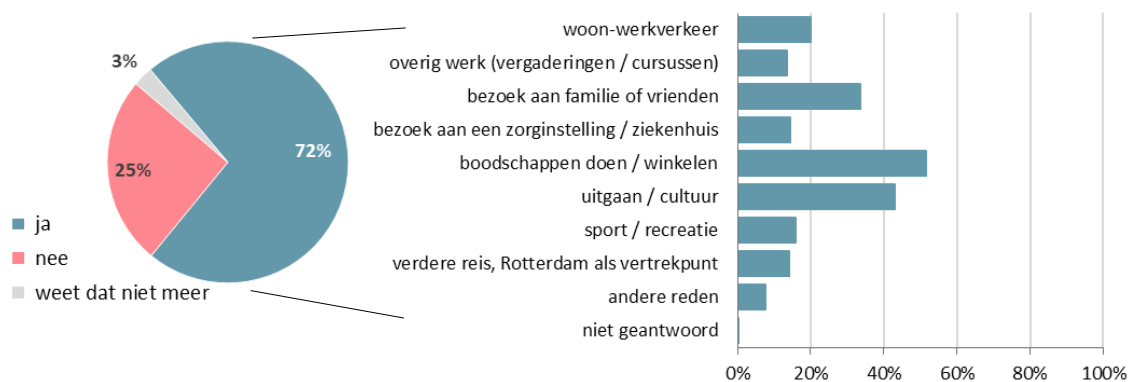 3%
72%
25%
ja
nee
weet dat niet meer
woon-werkverkeer
overig werk (vergaderingen / cursussen)
bezoek aan familie of vrienden
bezoek aan een zorginstelling / ziekenhuis
boodschappen doen / winkelen
uitgaan / cultuur
sport / recreatie
verdere reis, Rotterdam als vertrekpunt
andere reden
niet geantwoord
0% 20% 40% 60% 80% 100%